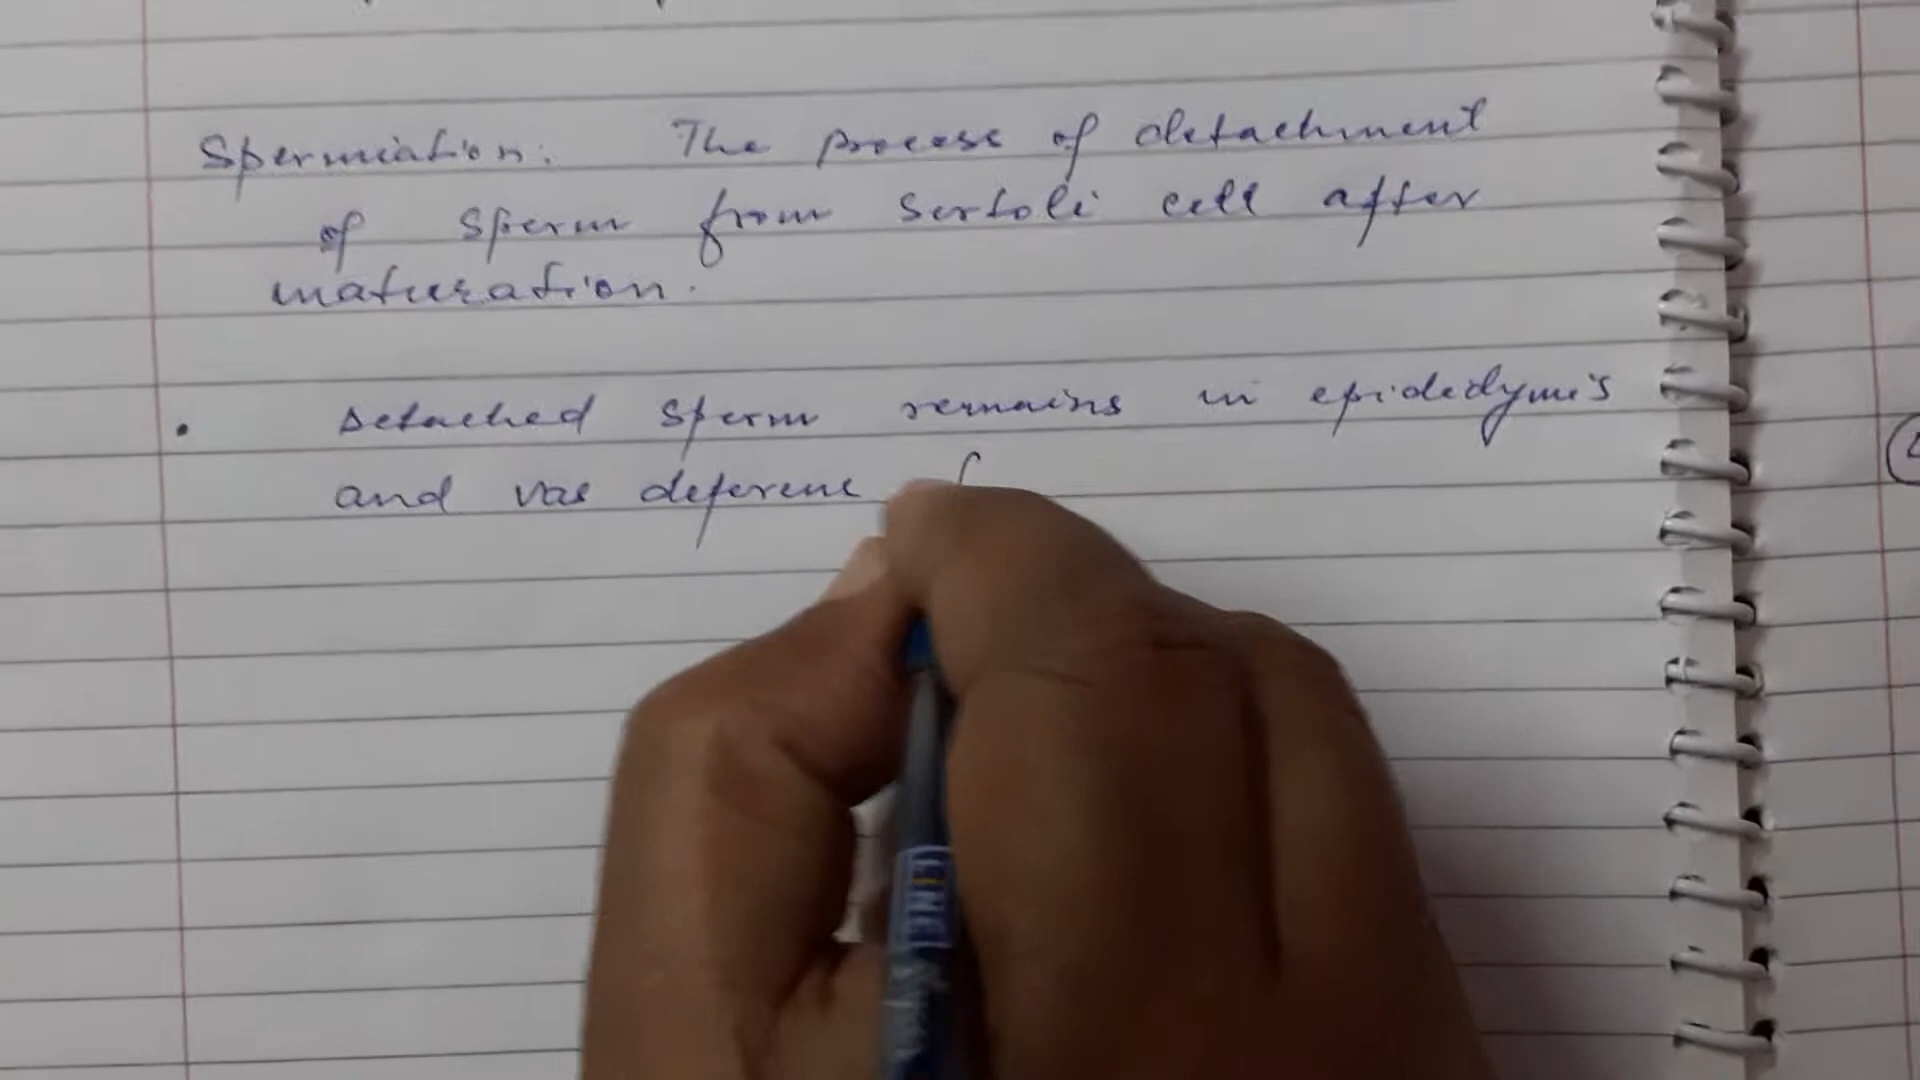 Spermiation: The process of detachment
of sperm from Sertoli cell after
maturation.
• Detached sperm remains in epididymis
and vas deferens f
LINC